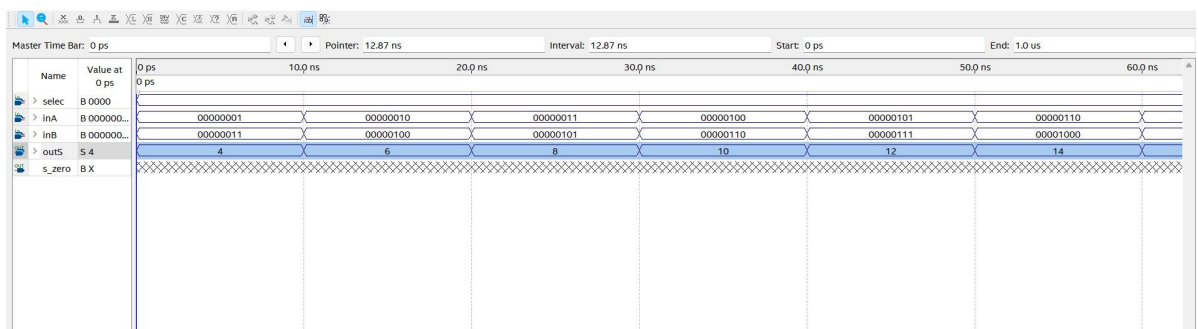 Master Time Bar: 0 ps Pointer: 12.87 ns Interval: 12.87 ns Start: 0 ps End: 1.0 us
Name Value at 0 ps 0 ps 10.0 ns 20.0 ns 30.0 ns 40.0 ns 50.0 ns 60.0 ns
0 ps
selec B 0000
inA B 000000... 00000001 00000010 00000011 00000100 00000101 00000110
inB B 000000... 00000011 00000100 00000101 00000110 00000111 00001000
outS S 4 4 6 8 10 12 14
s_zero B X